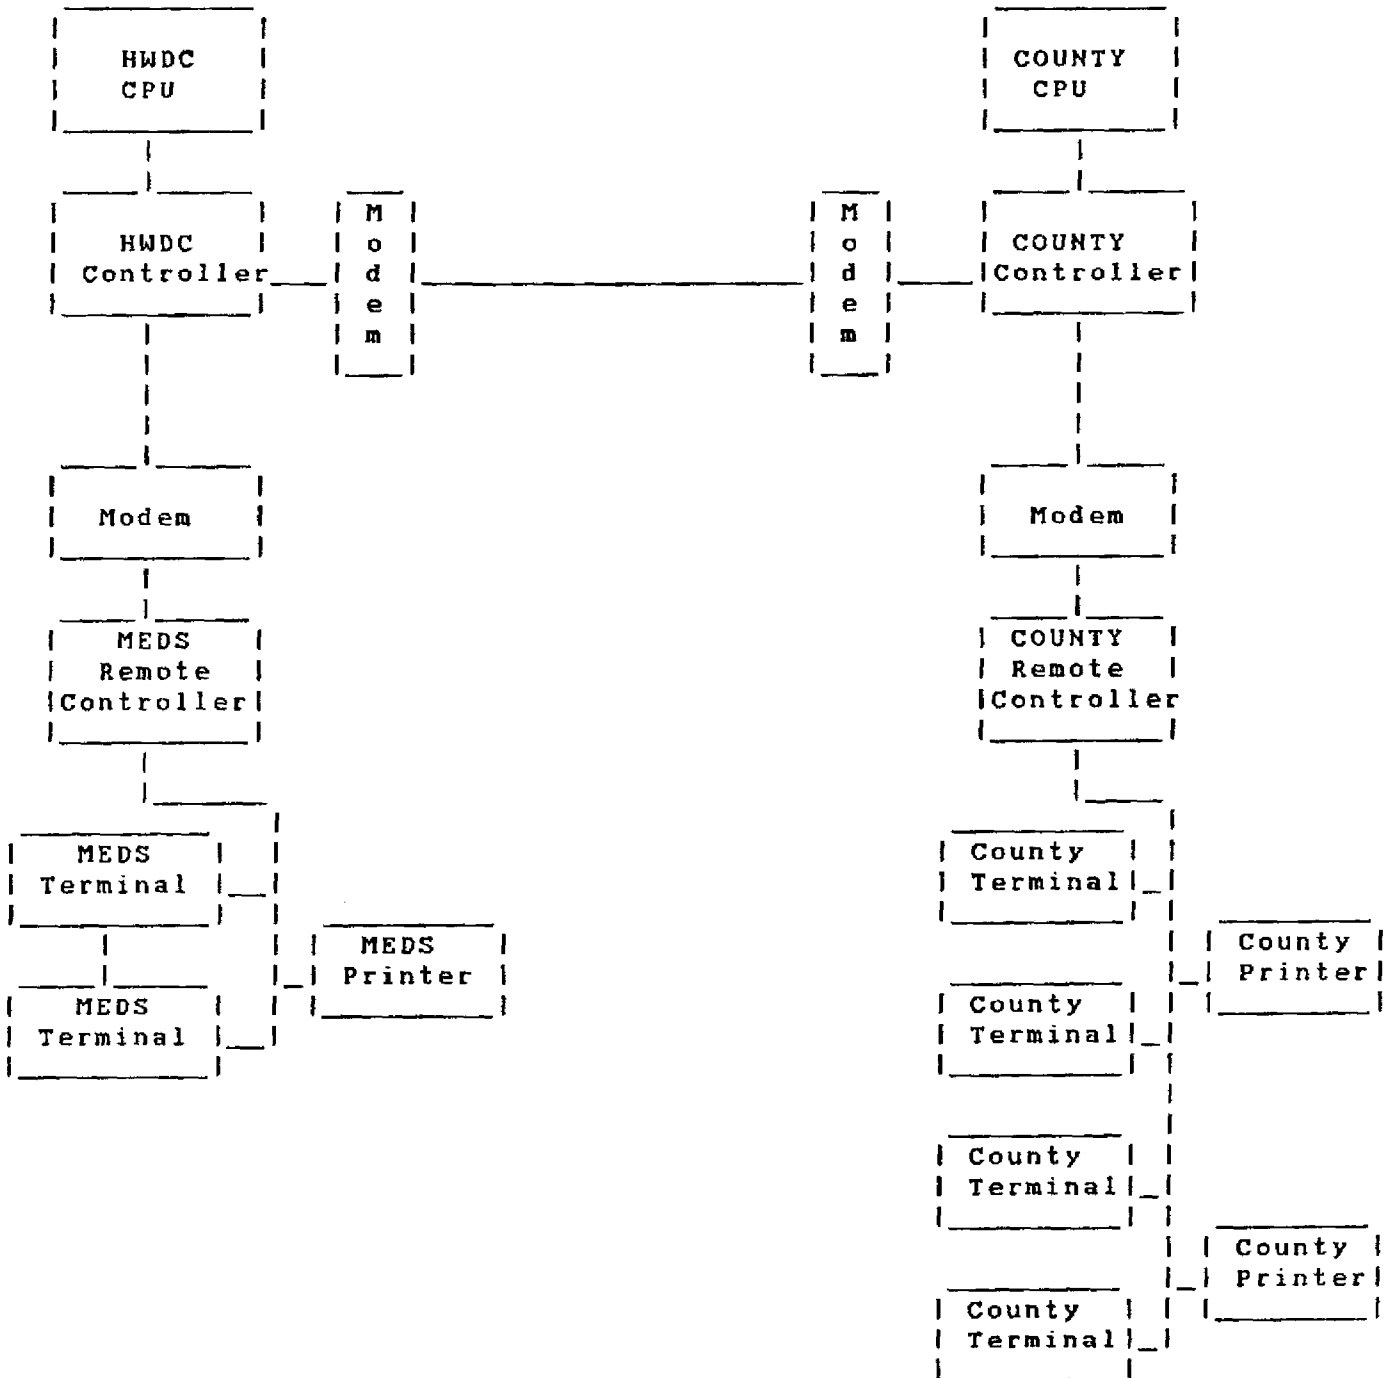 HWDC
CPU
COUNTY
CPU
HWDC
Controller
M
o
d
e
m
M
o
d
e
m
COUNTY
Controller
Modem
Modem
MEDS
Remote
Controller
COUNTY
Remote
Controller
MEDS
Terminal
County
Terminal
MEDS
Printer
County
Printer
MEDS
Terminal
County
Terminal
County
Terminal
County
Printer
County
Terminal